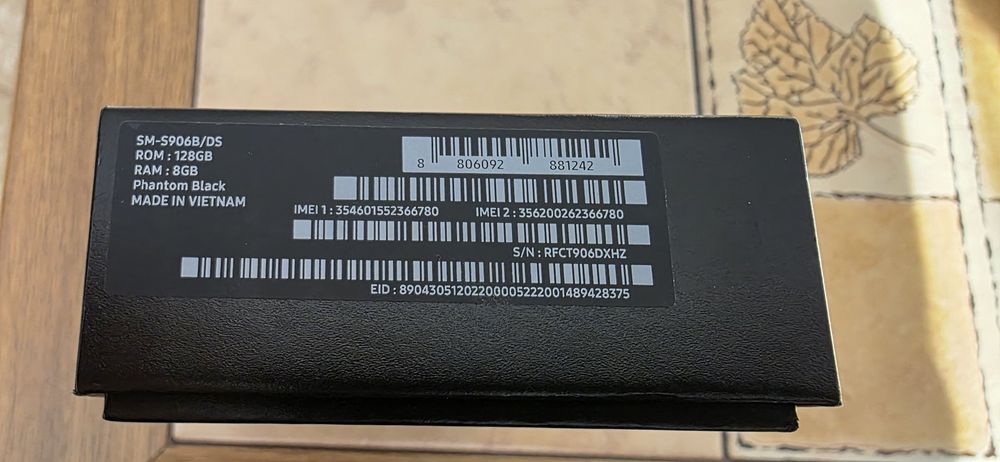 SM-S906B/DS
ROM : 128GB
RAM : 8GB
Phantom Black
MADE IN VIETNAM
8 806092 881242
IMEI 1 : 354601552366780 IMEI 2 : 356200262366780
S/N : RFCT906DXHZ
EID : 89043051202200005222001489428375